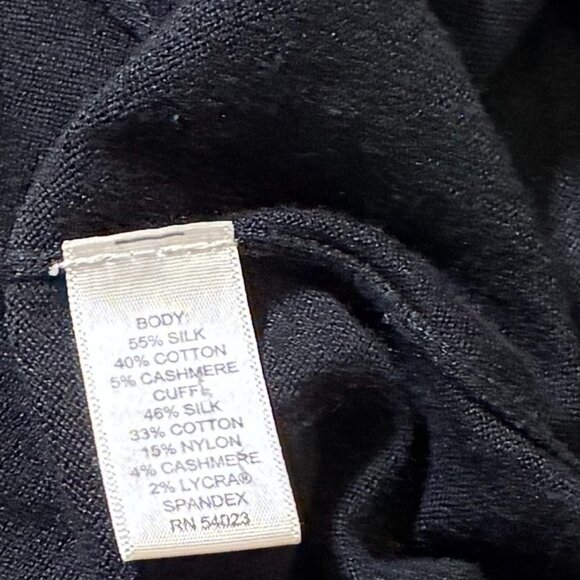 BODY:
55% SILK
40% COTTON
5% CASHMERE
CUFF:
46% SILK
33% COTTON
15% NYLON
4% CASHMERE
2% LYCRA®
SPANDEX
RN 54023